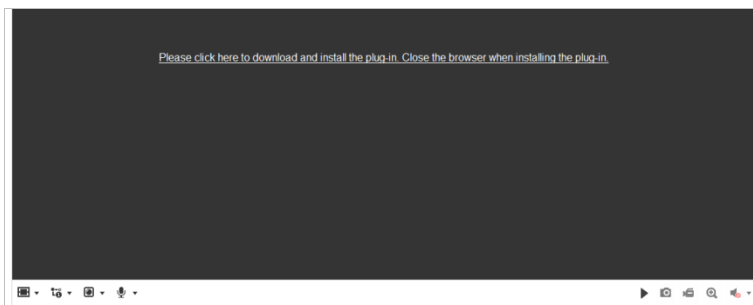 Please click here to download and install the plug-in. Close the browser when installing the plug-in.